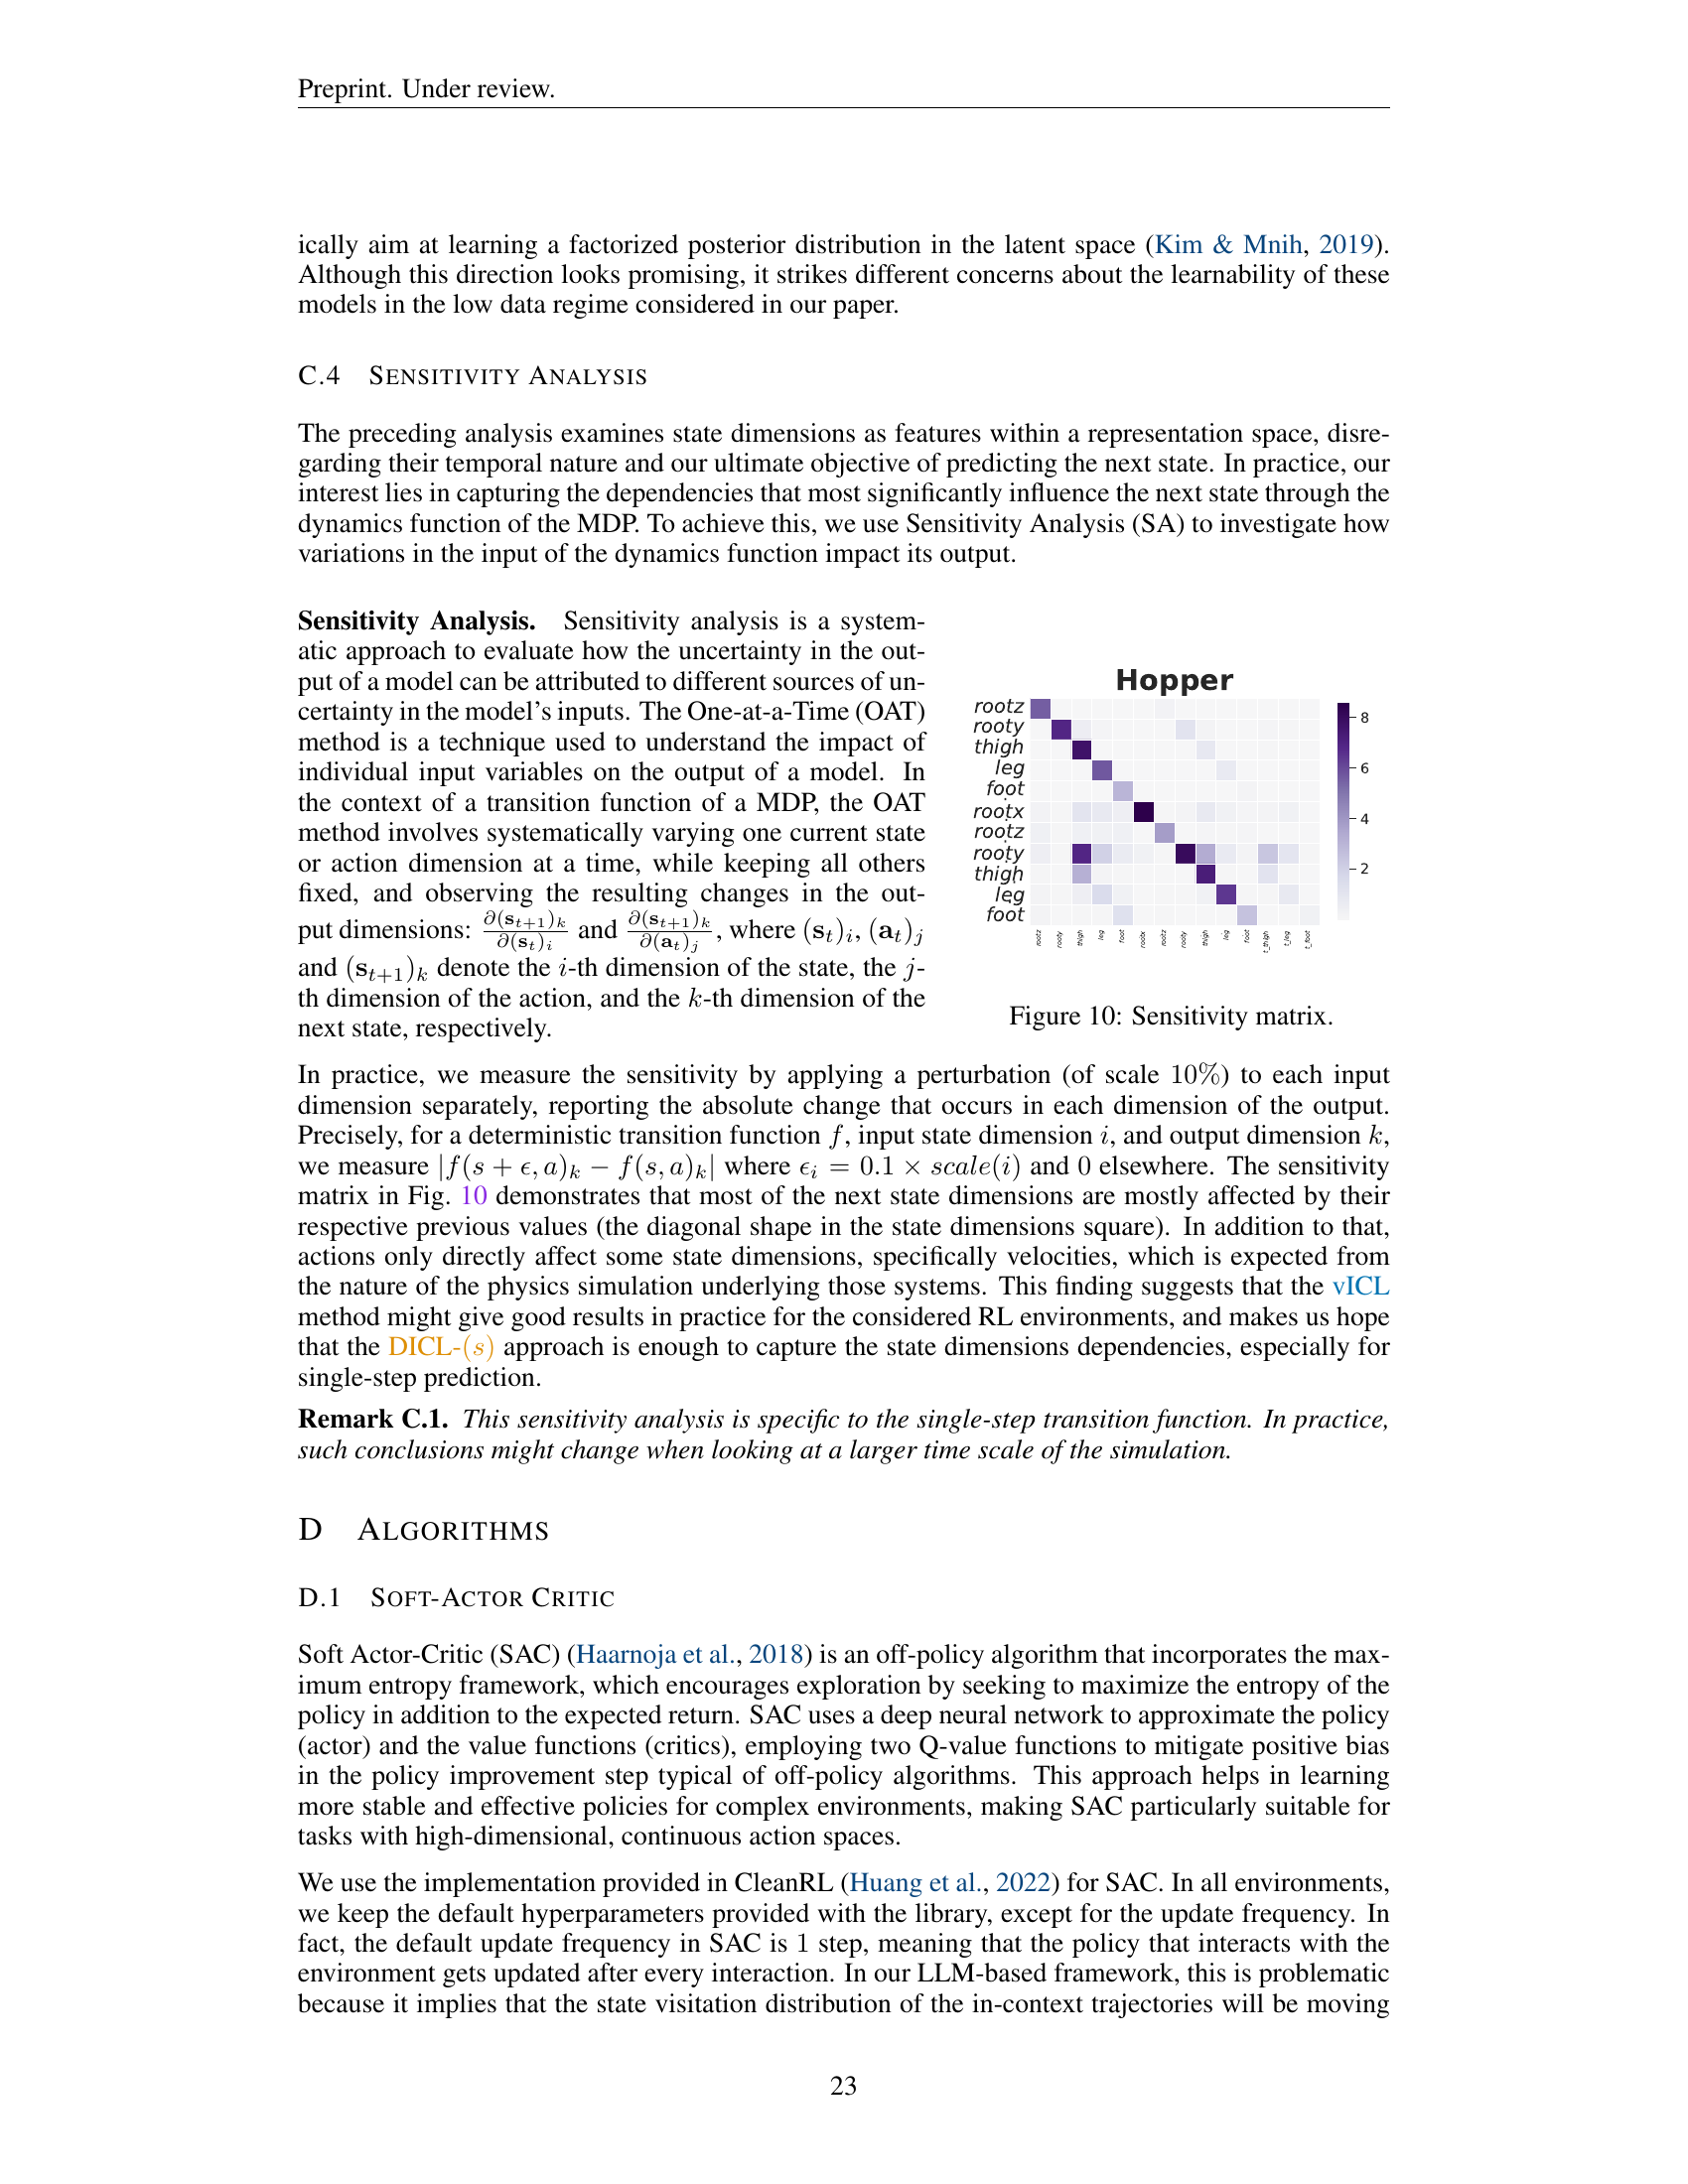 Preprint. Under review.
ically aim at learning a factorized posterior distribution in the latent space (Kim & Mnih, 2019).
Although this direction looks promising, it strikes different concerns about the learnability of these
models in the low data regime considered in our paper.
C.4 SENSITIVITY ANALYSIS
The preceding analysis examines state dimensions as features within a representation space, disre-
garding their temporal nature and our ultimate objective of predicting the next state. In practice, our
interest lies in capturing the dependencies that most significantly influence the next state through the
dynamics function of the MDP. To achieve this, we use Sensitivity Analysis (SA) to investigate how
variations in the input of the dynamics function impact its output.
Sensitivity Analysis. Sensitivity analysis is a system-
atic approach to evaluate how the uncertainty in the out-
put of a model can be attributed to different sources of un-
certainty in the model's inputs. The One-at-a-Time (OAT)
method is a technique used to understand the impact of
individual input variables on the output of a model. In
the context of a transition function of a MDP, the OAT
method involves systematically varying one current state
or action dimension at a time, while keeping all others
fixed, and observing the resulting changes in the out-
put dimensions: ∂(s_{t+1})_k / ∂(s_t)_i and ∂(s_{t+1})_k / ∂(a_t)_j, where (s_t)_i, (a_t)_j
and (s_{t+1})_k denote the i-th dimension of the state, the j-
th dimension of the action, and the k-th dimension of the
next state, respectively.
Hopper
rootz
rooty
thigh
leg
foot
ṙootx
rootz
rooty
thigh
leg
foot
rootz rooty thigh leg foot rootx rootz rooty thigh leg foot t_thigh t_leg t_foot
8
6
4
2
Figure 10: Sensitivity matrix.
In practice, we measure the sensitivity by applying a perturbation (of scale 10%) to each input
dimension separately, reporting the absolute change that occurs in each dimension of the output.
Precisely, for a deterministic transition function f, input state dimension i, and output dimension k,
we measure |f(s + ϵ, a)_k − f(s, a)_k| where ϵ_i = 0.1 × scale(i) and 0 elsewhere. The sensitivity
matrix in Fig. 10 demonstrates that most of the next state dimensions are mostly affected by their
respective previous values (the diagonal shape in the state dimensions square). In addition to that,
actions only directly affect some state dimensions, specifically velocities, which is expected from
the nature of the physics simulation underlying those systems. This finding suggests that the vICL
method might give good results in practice for the considered RL environments, and makes us hope
that the DICL-(s) approach is enough to capture the state dimensions dependencies, especially for
single-step prediction.
Remark C.1. This sensitivity analysis is specific to the single-step transition function. In practice,
such conclusions might change when looking at a larger time scale of the simulation.
D ALGORITHMS
D.1 SOFT-ACTOR CRITIC
Soft Actor-Critic (SAC) (Haarnoja et al., 2018) is an off-policy algorithm that incorporates the max-
imum entropy framework, which encourages exploration by seeking to maximize the entropy of the
policy in addition to the expected return. SAC uses a deep neural network to approximate the policy
(actor) and the value functions (critics), employing two Q-value functions to mitigate positive bias
in the policy improvement step typical of off-policy algorithms. This approach helps in learning
more stable and effective policies for complex environments, making SAC particularly suitable for
tasks with high-dimensional, continuous action spaces.
We use the implementation provided in CleanRL (Huang et al., 2022) for SAC. In all environments,
we keep the default hyperparameters provided with the library, except for the update frequency. In
fact, the default update frequency in SAC is 1 step, meaning that the policy that interacts with the
environment gets updated after every interaction. In our LLM-based framework, this is problematic
because it implies that the state visitation distribution of the in-context trajectories will be moving
23